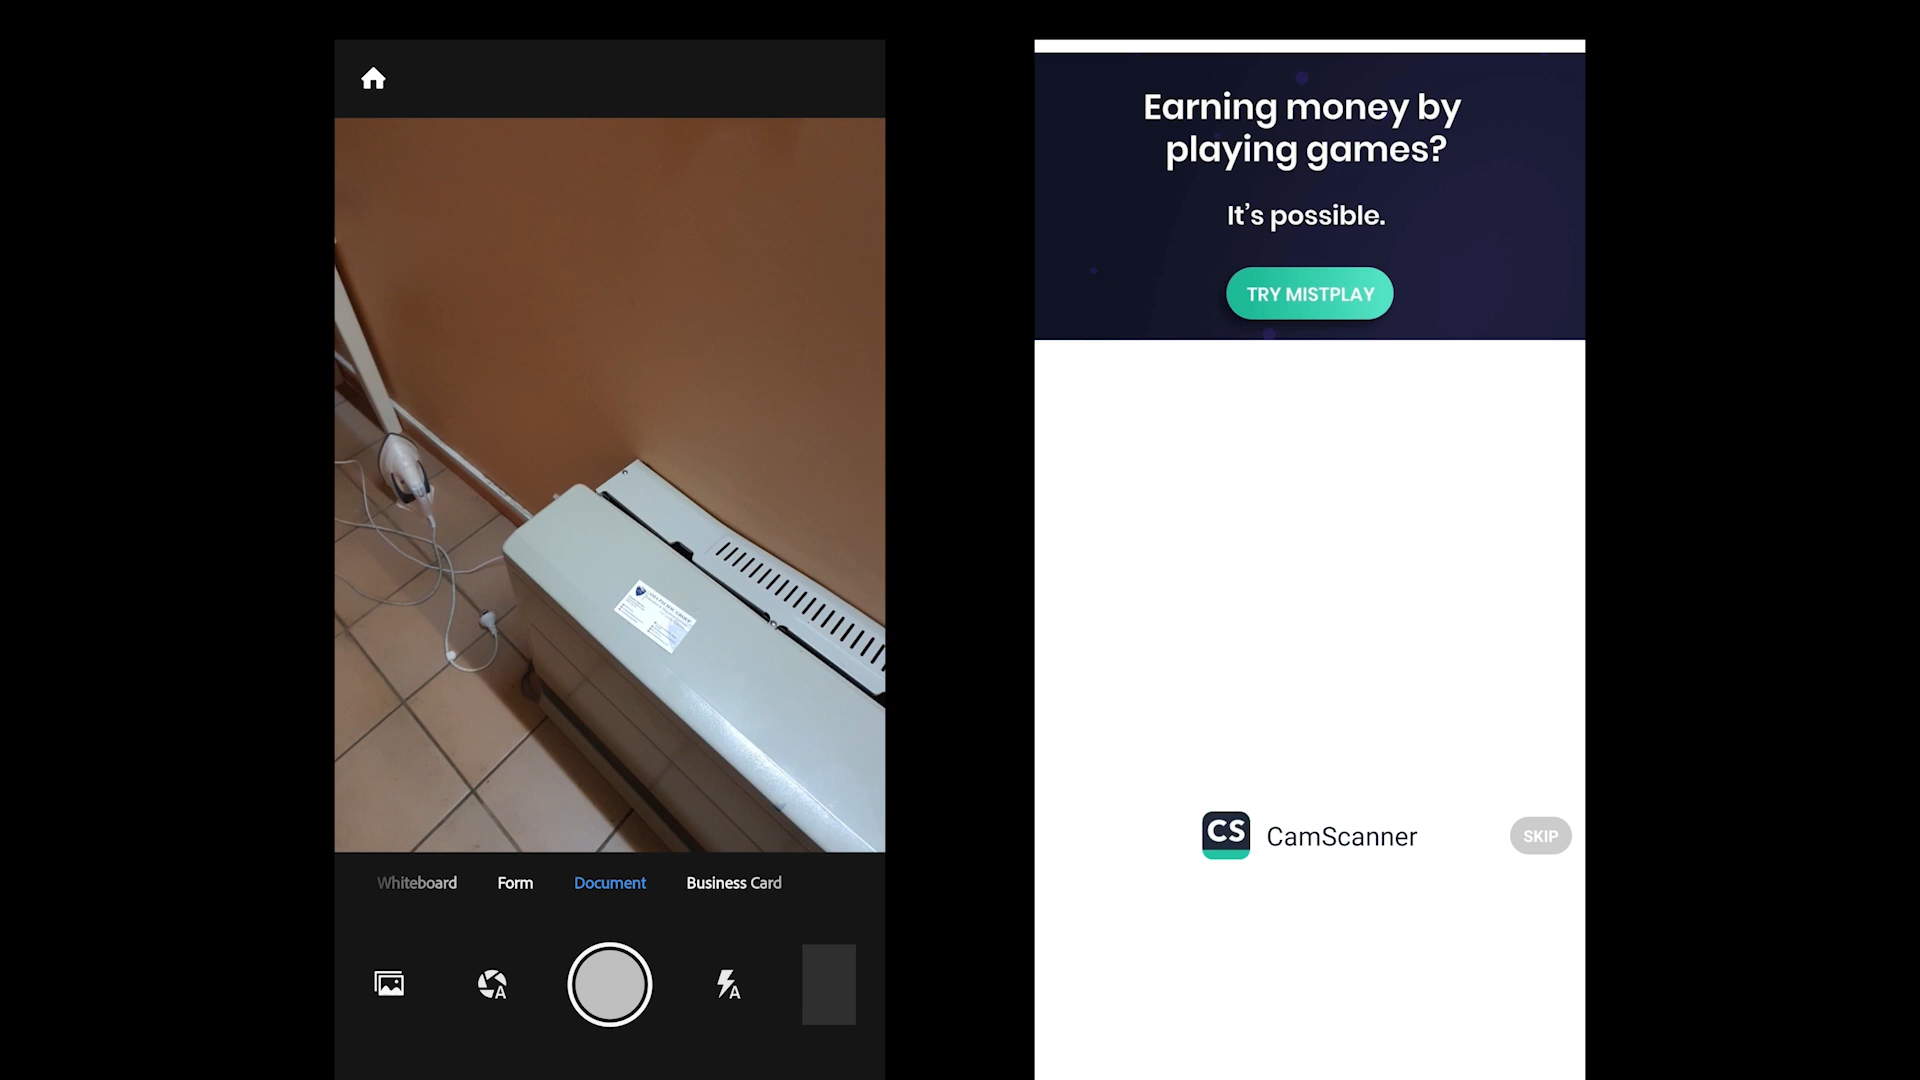 Whiteboard Form Document Business Card
A
A
Earning money by
playing games?
It's possible.
TRY MISTPLAY
CS CamScanner
SKIP